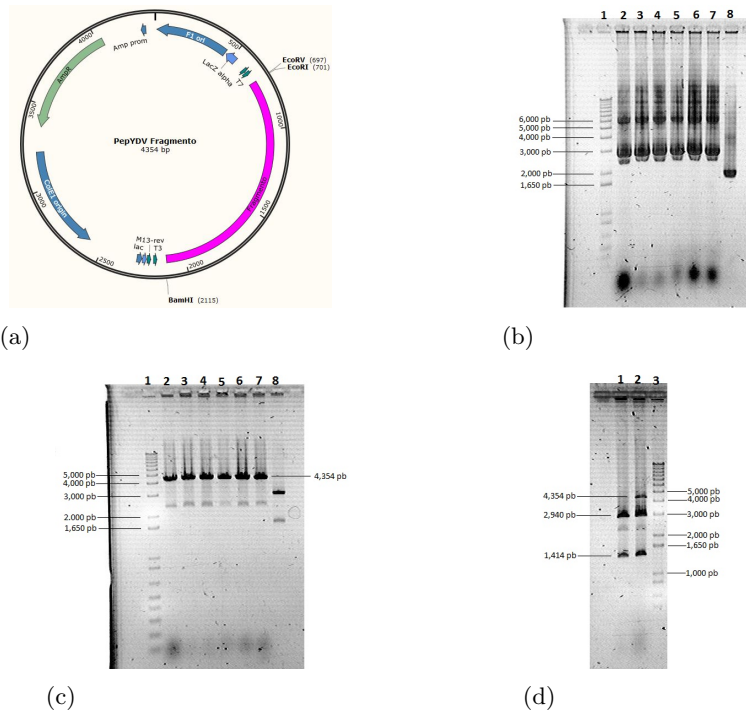 Amp prom
F1 ori
500
EcoRV (697)
EcoRI (701)
LacZ alpha
T7
4000
AmpR
3500
1000
PepYDV Fragmento
4354 bp
Fragmento
ColE1 origin
3000
1500
M13-rev
lac
T3
2500
2000
BamHI (2115)
(a)
1 2 3 4 5 6 7 8
6,000 pb
5,000 pb
4,000 pb
3,000 pb
2,000 pb
1,650 pb
(b)
1 2 3 4 5 6 7 8
5,000 pb
4,000 pb
3,000 pb
2,000 pb
1,650 pb
4,354 pb
(c)
1 2 3
4,354 pb
2,940 pb
1,414 pb
5,000 pb
4,000 pb
3,000 pb
2,000 pb
1,650 pb
1,000 pb
(d)